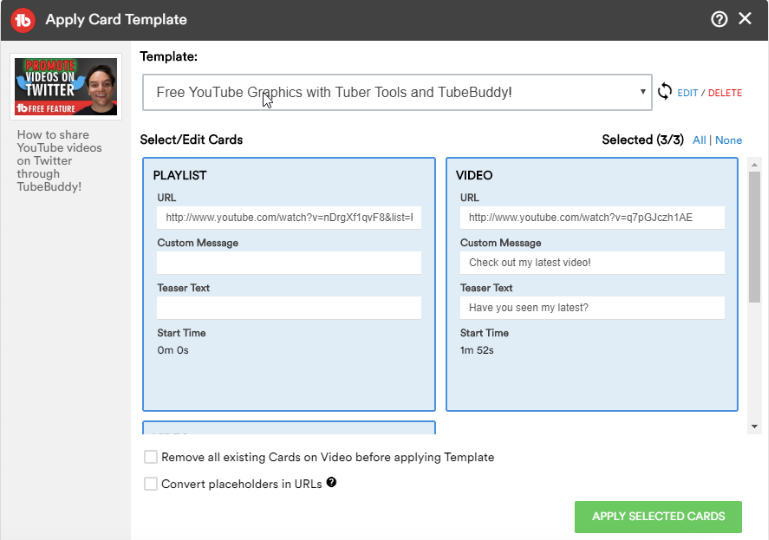 tb Apply Card Template
PROMOTE
VIDEOS ON
TWITTER
tb FREE FEATURE
How to share
YouTube videos
on Twitter
through
TubeBuddy!
Template:
Free YouTube Graphics with Tuber Tools and TubeBuddy!
EDIT / DELETE
Select/Edit Cards
Selected (3/3) All | None
PLAYLIST
URL
http://www.youtube.com/watch?v=nDrgXf1qvF8&list=
Custom Message
Teaser Text
Start Time
0m 0s
VIDEO
URL
http://www.youtube.com/watch?v=q7pGJczh1AE
Custom Message
Check out my latest video!
Teaser Text
Have you seen my latest?
Start Time
1m 52s
Remove all existing Cards on Video before applying Template
Convert placeholders in URLs ?
APPLY SELECTED CARDS